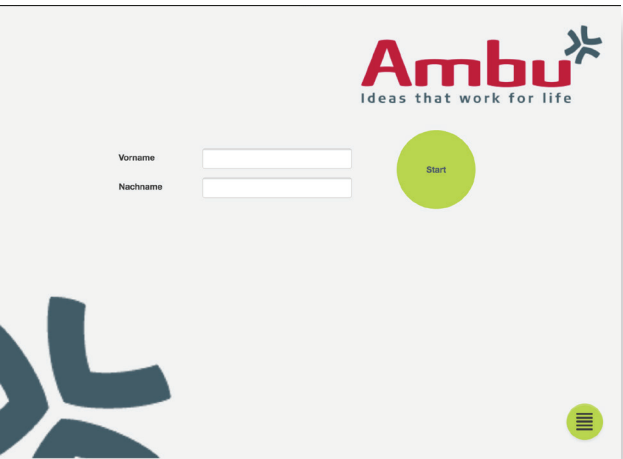 Ambu
Ideas that work for life
Vorname
Start
Nachname